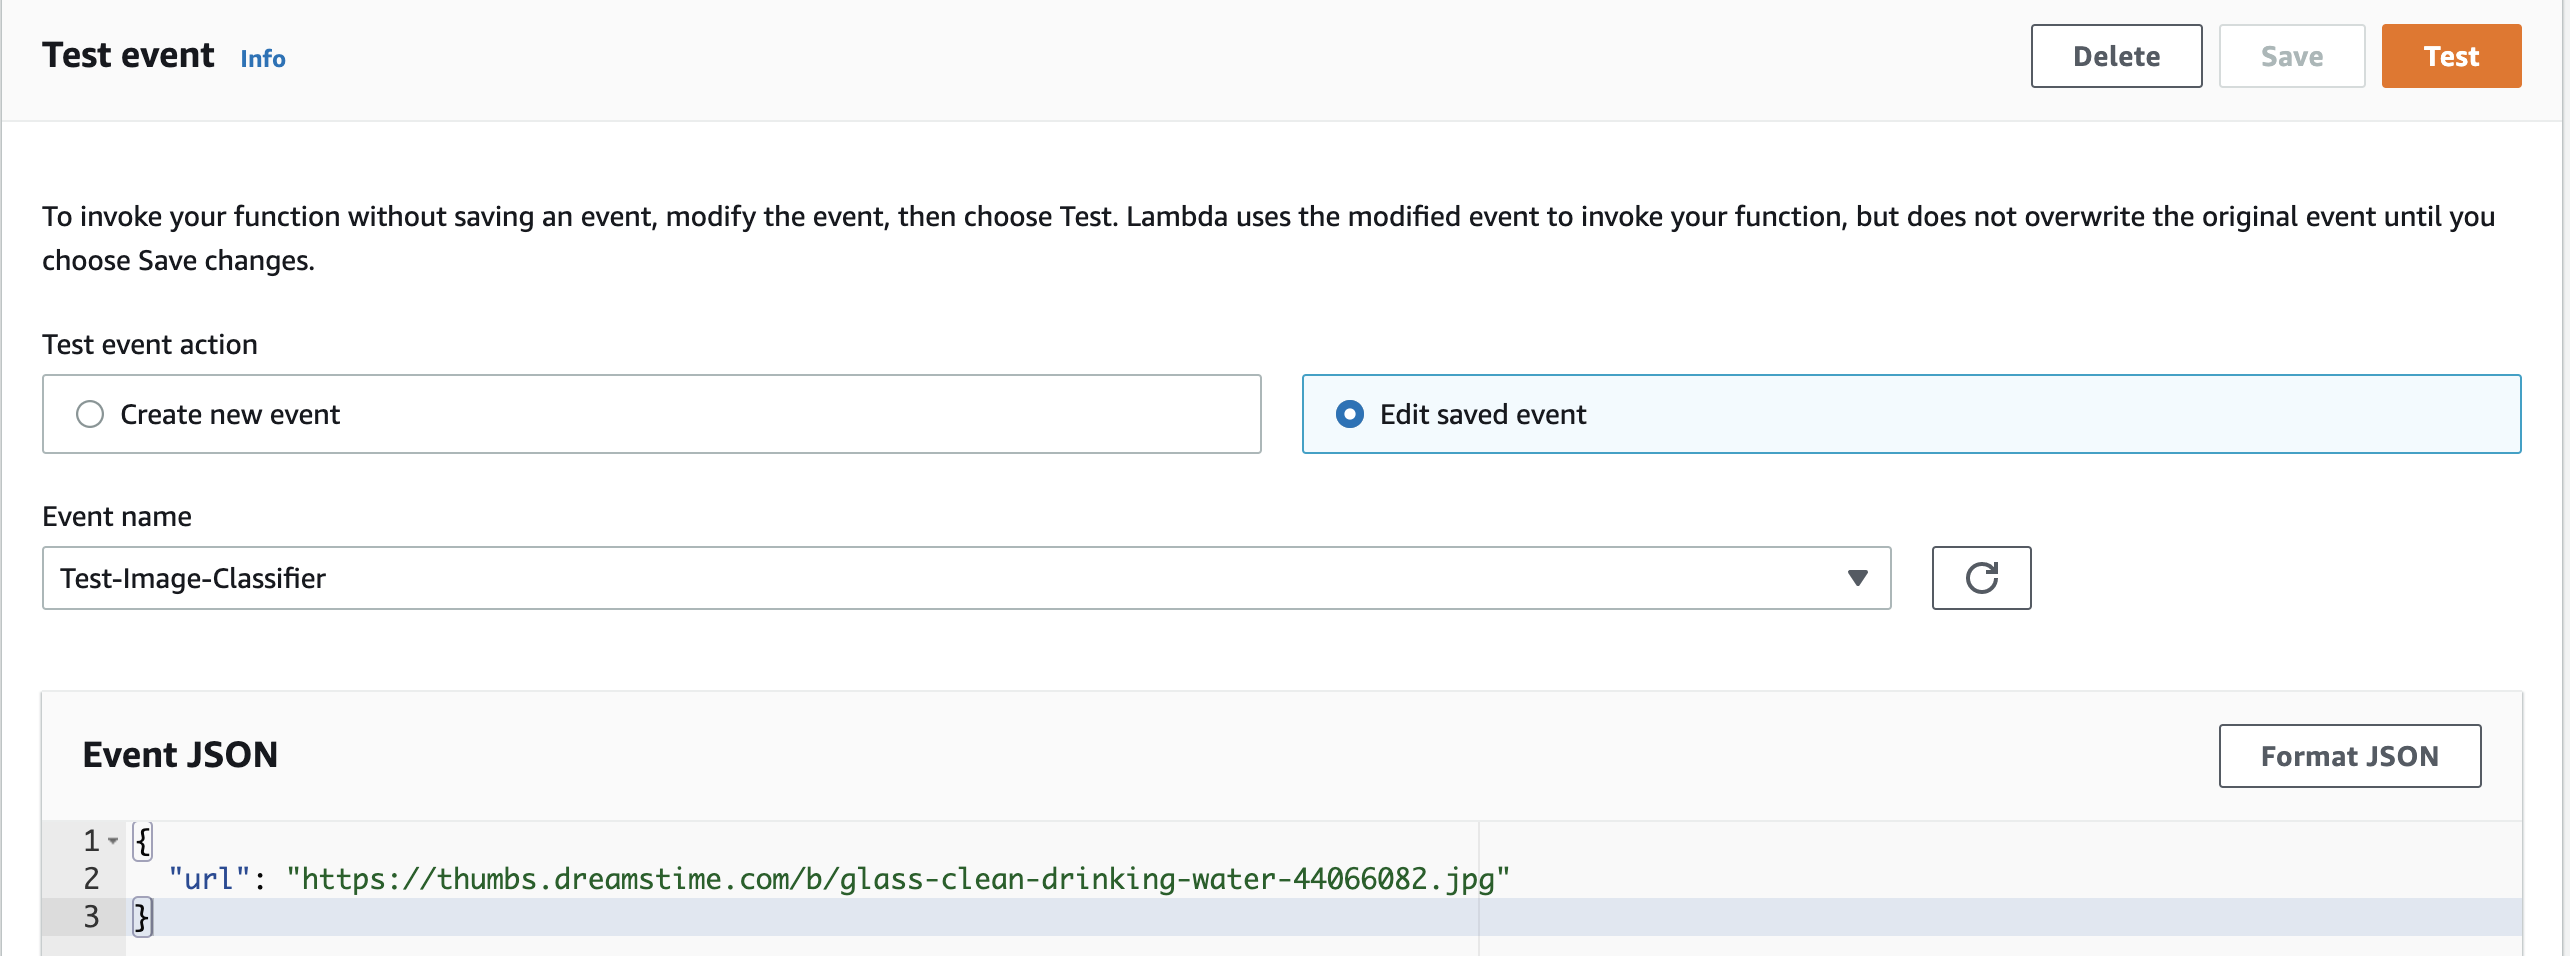 Test event Info Delete Save Test
To invoke your function without saving an event, modify the event, then choose Test. Lambda uses the modified event to invoke your function, but does not overwrite the original event until you
choose Save changes.
Test event action
Create new event Edit saved event
Event name
Test-Image-Classifier
Event JSON Format JSON
1 {
2 "url": "https://thumbs.dreamstime.com/b/glass-clean-drinking-water-44066082.jpg"
3 }